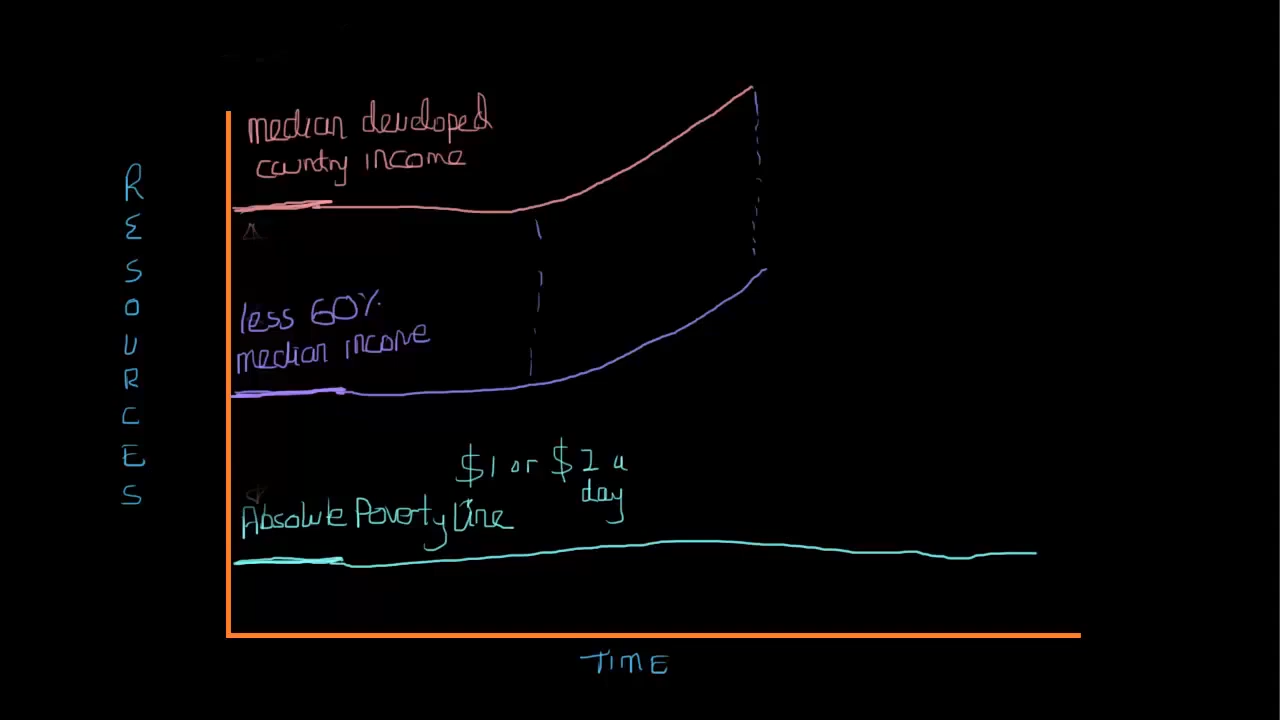 median developed
country income
RESOURCES
less 60%
median income
$1 or $2 a
day
Absolute Poverty Line
TIME